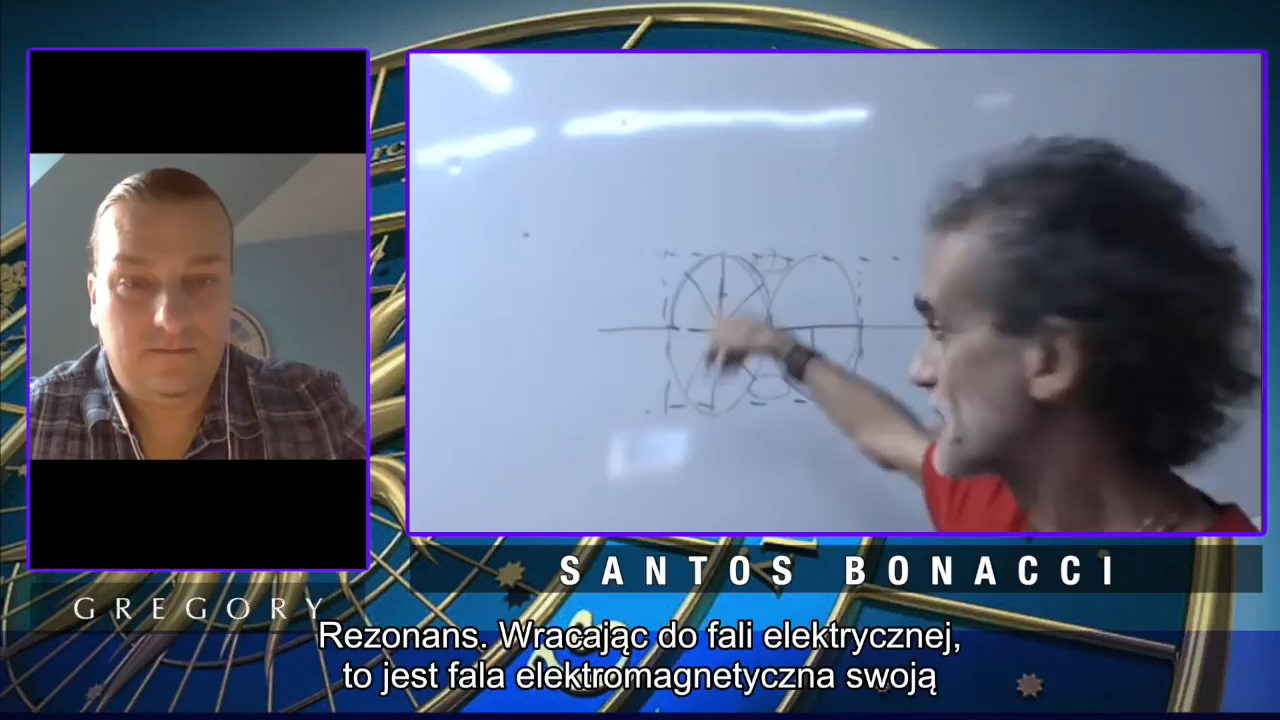 SANTOS BONACCI
GREGORY
Rezonans. Wracając do fali elektrycznej,
to jest fala elektromagnetyczna swoją